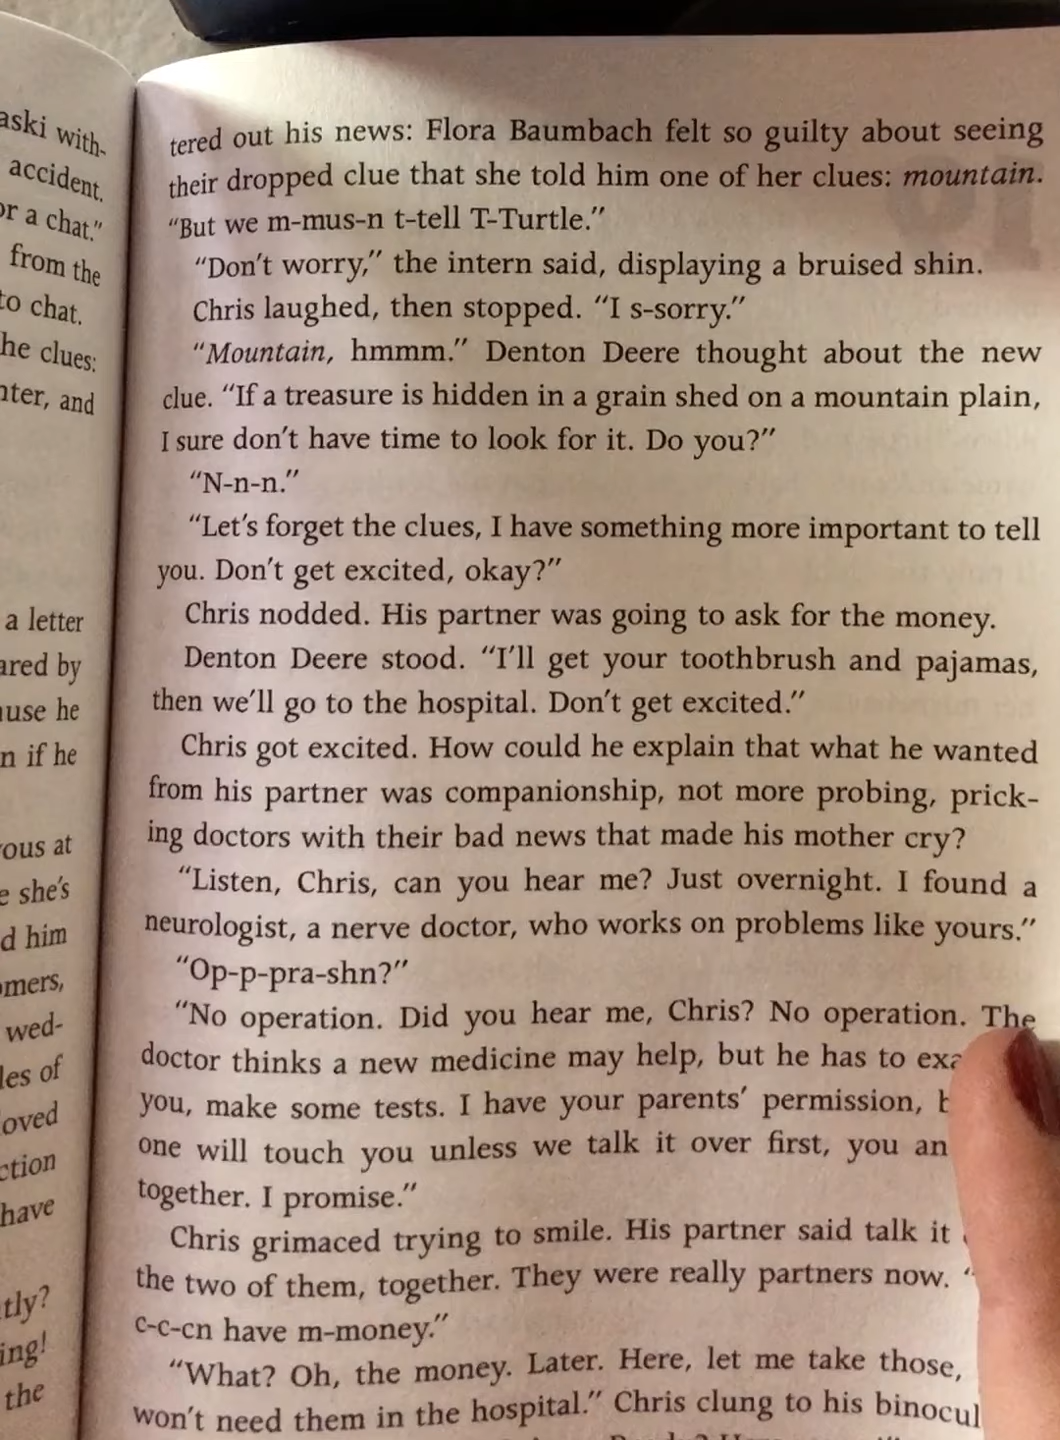 aski with-
accident.
or a chat."
from the
to chat.
he clues:
nter, and
a letter
ared by
use he
n if he
ous at
e she's
d him
mers,
wed-
les of
oved
ction
have
tly?
ing!
the
tered out his news: Flora Baumbach felt so guilty about seeing
their dropped clue that she told him one of her clues: mountain.
"But we m-mus-n t-tell T-Turtle."
"Don't worry," the intern said, displaying a bruised shin.
Chris laughed, then stopped. "I s-sorry."
"Mountain, hmmm." Denton Deere thought about the new
clue. "If a treasure is hidden in a grain shed on a mountain plain,
I sure don't have time to look for it. Do you?"
"N-n-n."
"Let's forget the clues, I have something more important to tell
you. Don't get excited, okay?"
Chris nodded. His partner was going to ask for the money.
Denton Deere stood. "I'll get your toothbrush and pajamas,
then we'll go to the hospital. Don't get excited."
Chris got excited. How could he explain that what he wanted
from his partner was companionship, not more probing, prick-
ing doctors with their bad news that made his mother cry?
"Listen, Chris, can you hear me? Just overnight. I found a
neurologist, a nerve doctor, who works on problems like yours."
"Op-p-pra-shn?"
"No operation. Did you hear me, Chris? No operation. The
doctor thinks a new medicine may help, but he has to exa
you, make some tests. I have your parents' permission,
one will touch you unless we talk it over first, you an
together. I promise."
Chris grimaced trying to smile. His partner said talk it
the two of them, together. They were really partners now. "
c-c-cn have m-money."
"What? Oh, the money. Later. Here, let me take those,
won't need them in the hospital." Chris clung to his binocul